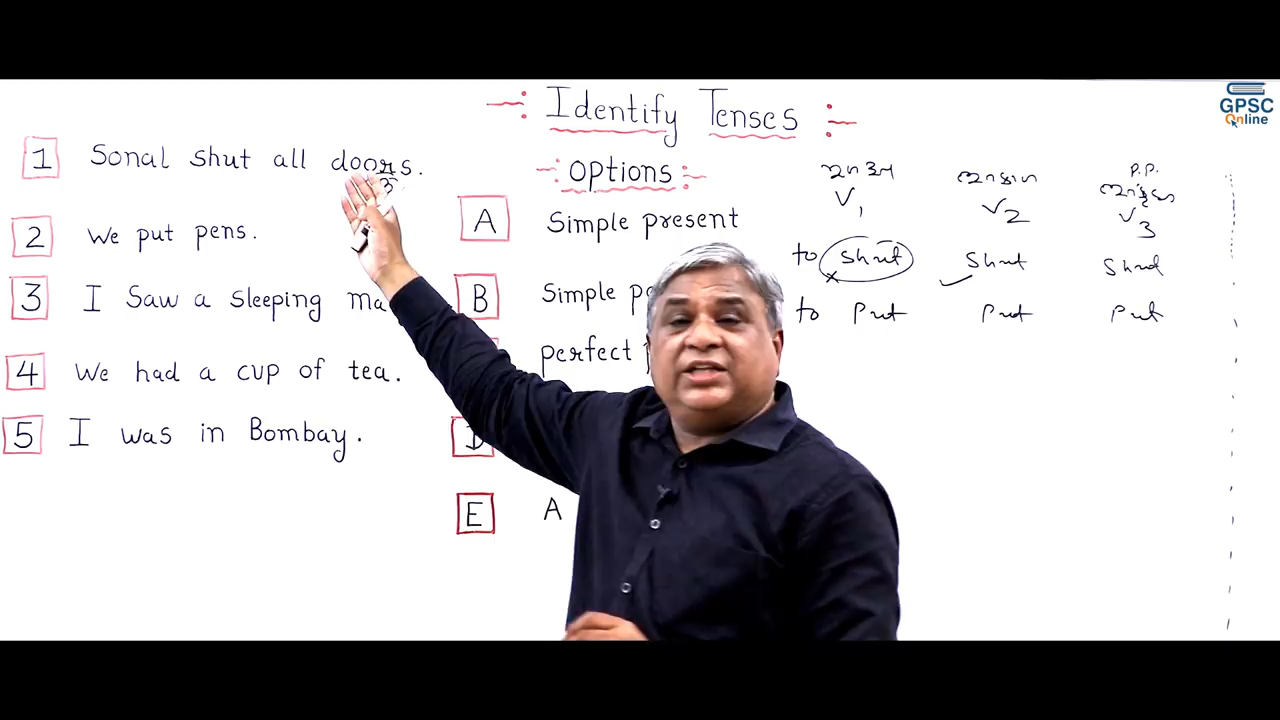 Identify Tenses
GPSC
Online
1 Sonal shut all doors.
2 We put pens.
3 I saw a sleeping
4 We had a cup of tea.
5 I was in Bombay.
Options
A Simple present
B Simple
perfect
D
E A
P.P.
V1 V2 V3
to Shut Shut Shut
to Put Put Put